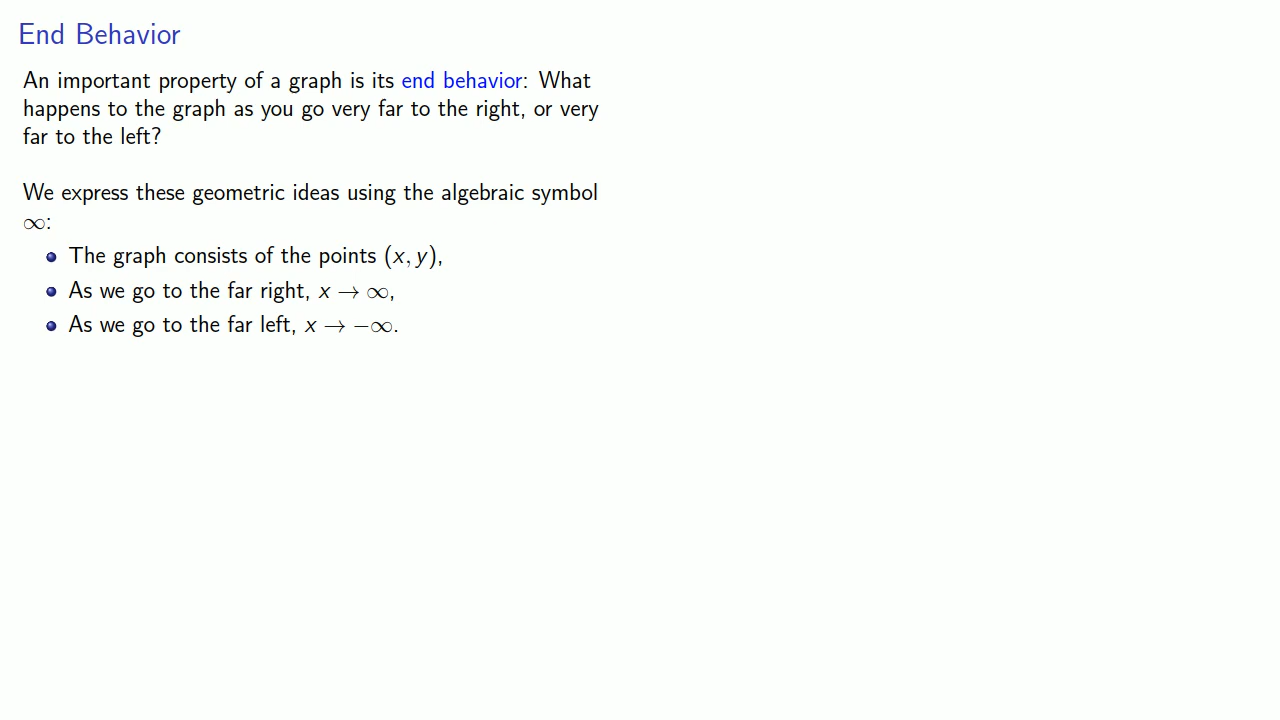 End Behavior
An important property of a graph is its end behavior: What
happens to the graph as you go very far to the right, or very
far to the left?
We express these geometric ideas using the algebraic symbol
∞:
The graph consists of the points (x, y),
As we go to the far right, x → ∞,
As we go to the far left, x → −∞.